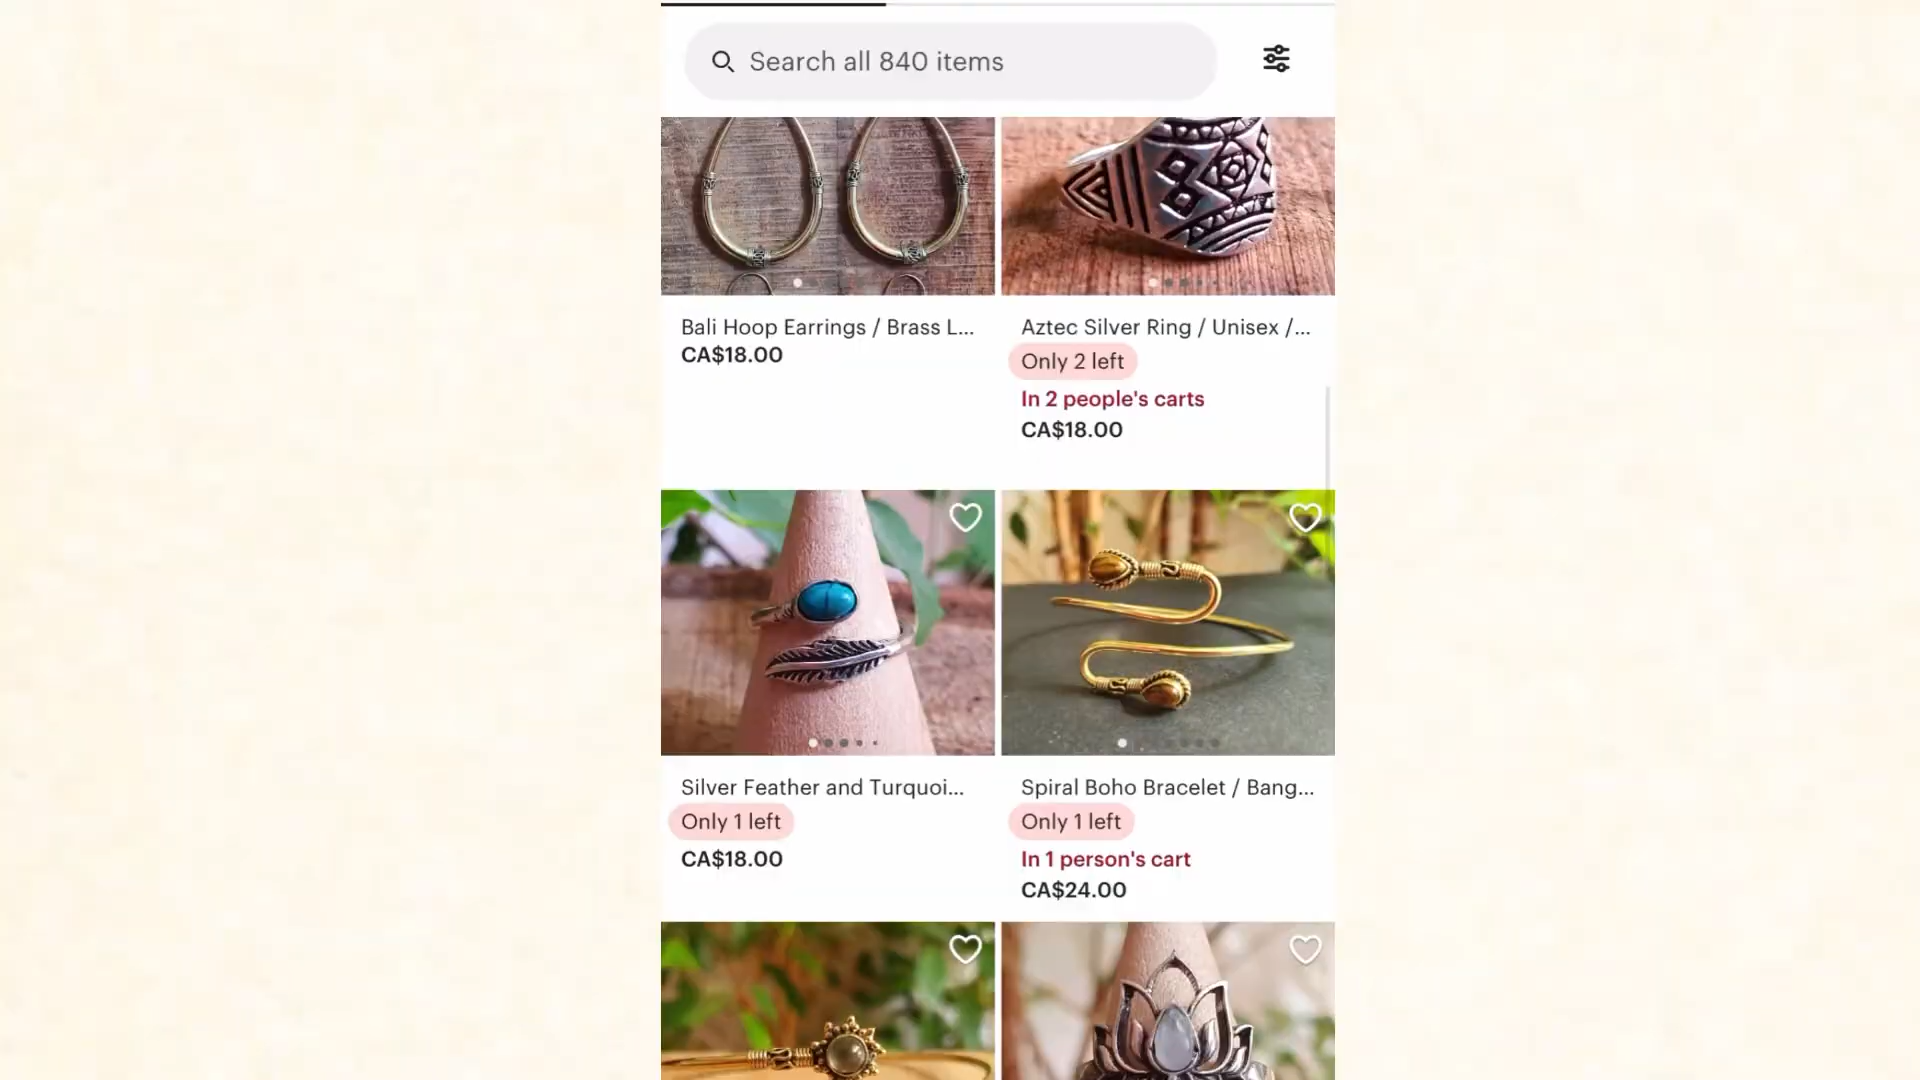 Search all 840 items
Bali Hoop Earrings / Brass L...
CA$18.00
Aztec Silver Ring / Unisex /...
Only 2 left
In 2 people's carts
CA$18.00
Silver Feather and Turquoi...
Only 1 left
CA$18.00
Spiral Boho Bracelet / Bang...
Only 1 left
In 1 person's cart
CA$24.00